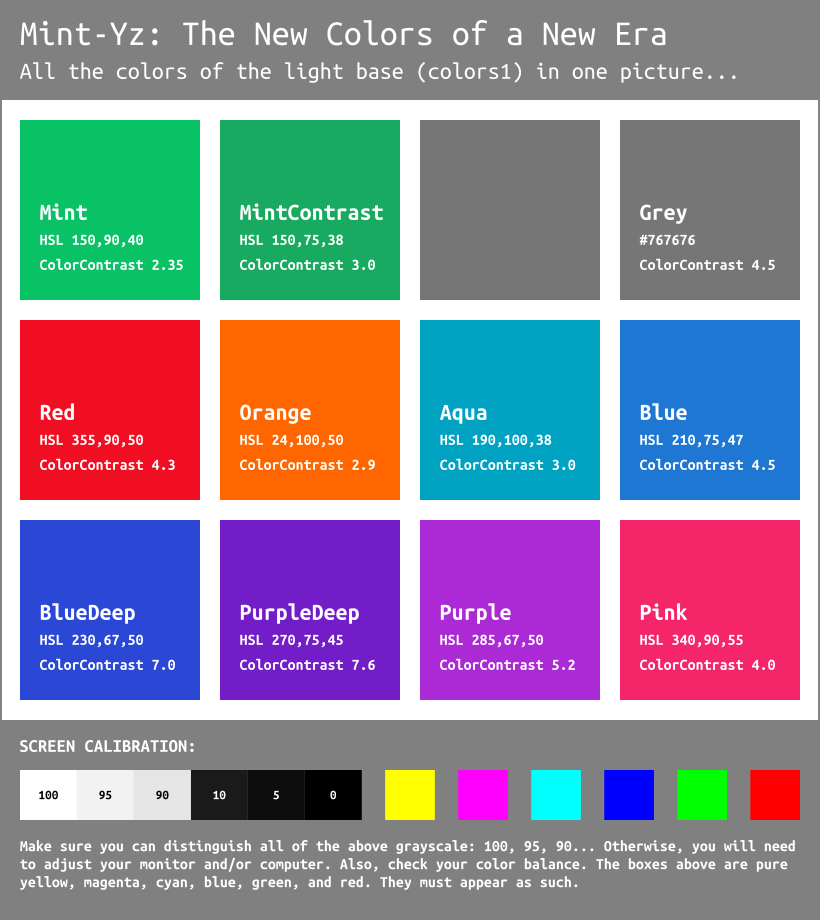 Mint-Yz: The New Colors of a New Era
All the colors of the light base (colors1) in one picture...
Mint
HSL 150,90,40
ColorContrast 2.35
MintContrast
HSL 150,75,38
ColorContrast 3.0
Grey
#767676
ColorContrast 4.5
Red
HSL 355,90,50
ColorContrast 4.3
Orange
HSL 24,100,50
ColorContrast 2.9
Aqua
HSL 190,100,38
ColorContrast 3.0
Blue
HSL 210,75,47
ColorContrast 4.5
BlueDeep
HSL 230,67,50
ColorContrast 7.0
PurpleDeep
HSL 270,75,45
ColorContrast 7.6
Purple
HSL 285,67,50
ColorContrast 5.2
Pink
HSL 340,90,55
ColorContrast 4.0
SCREEN CALIBRATION:
100 95 90 10 5 0
Make sure you can distinguish all of the above grayscale: 100, 95, 90... Otherwise, you will need
to adjust your monitor and/or computer. Also, check your color balance. The boxes above are pure
yellow, magenta, cyan, blue, green, and red. They must appear as such.